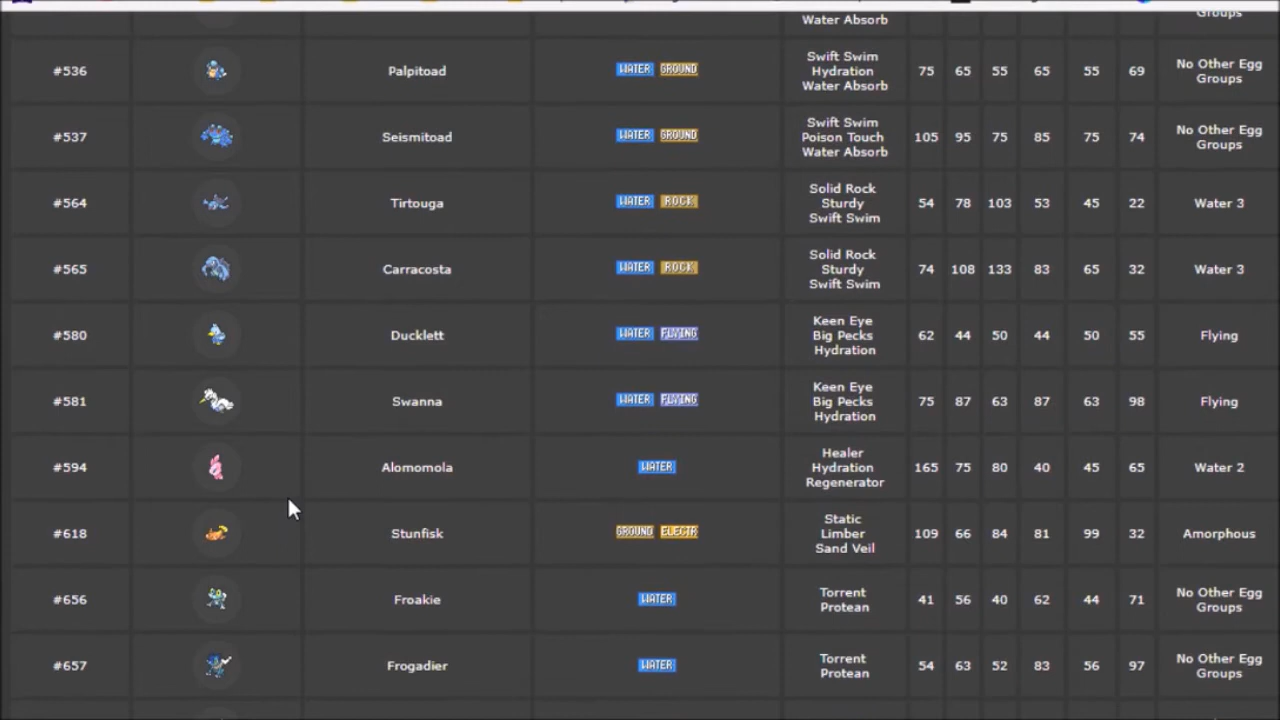 Water Absorb
Groups
#536 Palpitoad WATER GROUND Swift Swim
Hydration
Water Absorb 75 65 55 65 55 69 No Other Egg
Groups
#537 Seismitoad WATER GROUND Swift Swim
Poison Touch
Water Absorb 105 95 75 85 75 74 No Other Egg
Groups
#564 Tirtouga WATER ROCK Solid Rock
Sturdy
Swift Swim 54 78 103 53 45 22 Water 3
#565 Carracosta WATER ROCK Solid Rock
Sturdy
Swift Swim 74 108 133 83 65 32 Water 3
#580 Ducklett WATER FLYING Keen Eye
Big Pecks
Hydration 62 44 50 44 50 55 Flying
#581 Swanna WATER FLYING Keen Eye
Big Pecks
Hydration 75 87 63 87 63 98 Flying
#594 Alomomola WATER Healer
Hydration
Regenerator 165 75 80 40 45 65 Water 2
#618 Stunfisk GROUND ELECTR Static
Limber
Sand Veil 109 66 84 81 99 32 Amorphous
#656 Froakie WATER Torrent
Protean 41 56 40 62 44 71 No Other Egg
Groups
#657 Frogadier WATER Torrent
Protean 54 63 52 83 56 97 No Other Egg
Groups